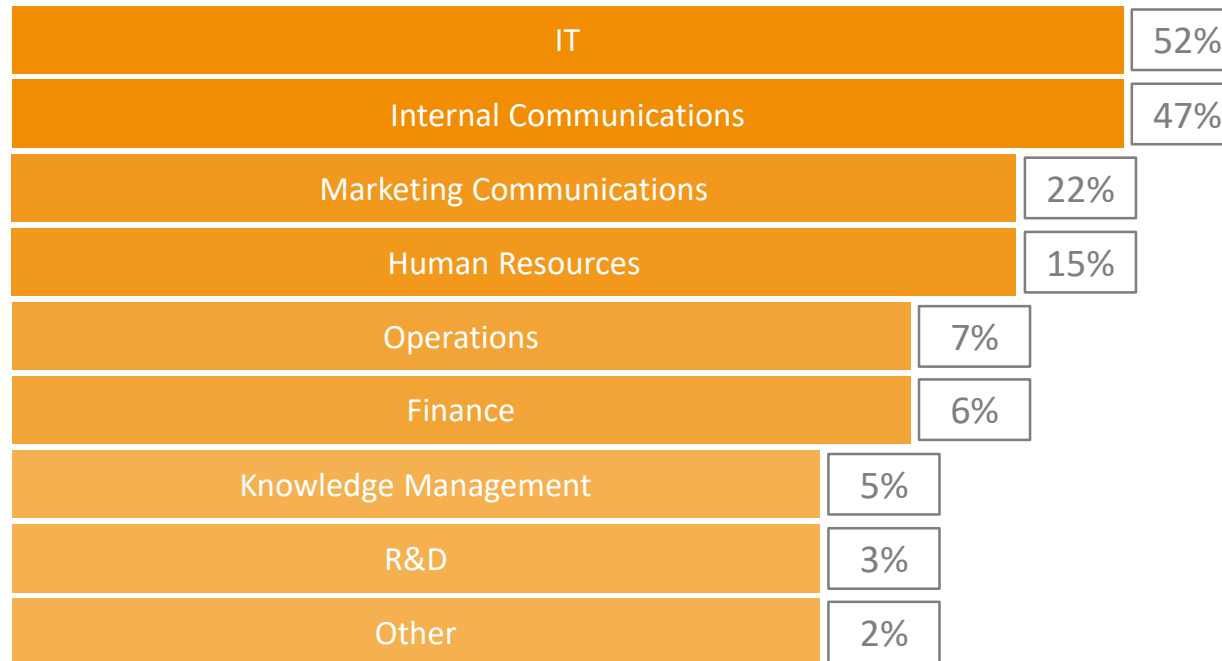 IT 52%
Internal Communications 47%
Marketing Communications 22%
Human Resources 15%
Operations 7%
Finance 6%
Knowledge Management 5%
R&D 3%
Other 2%